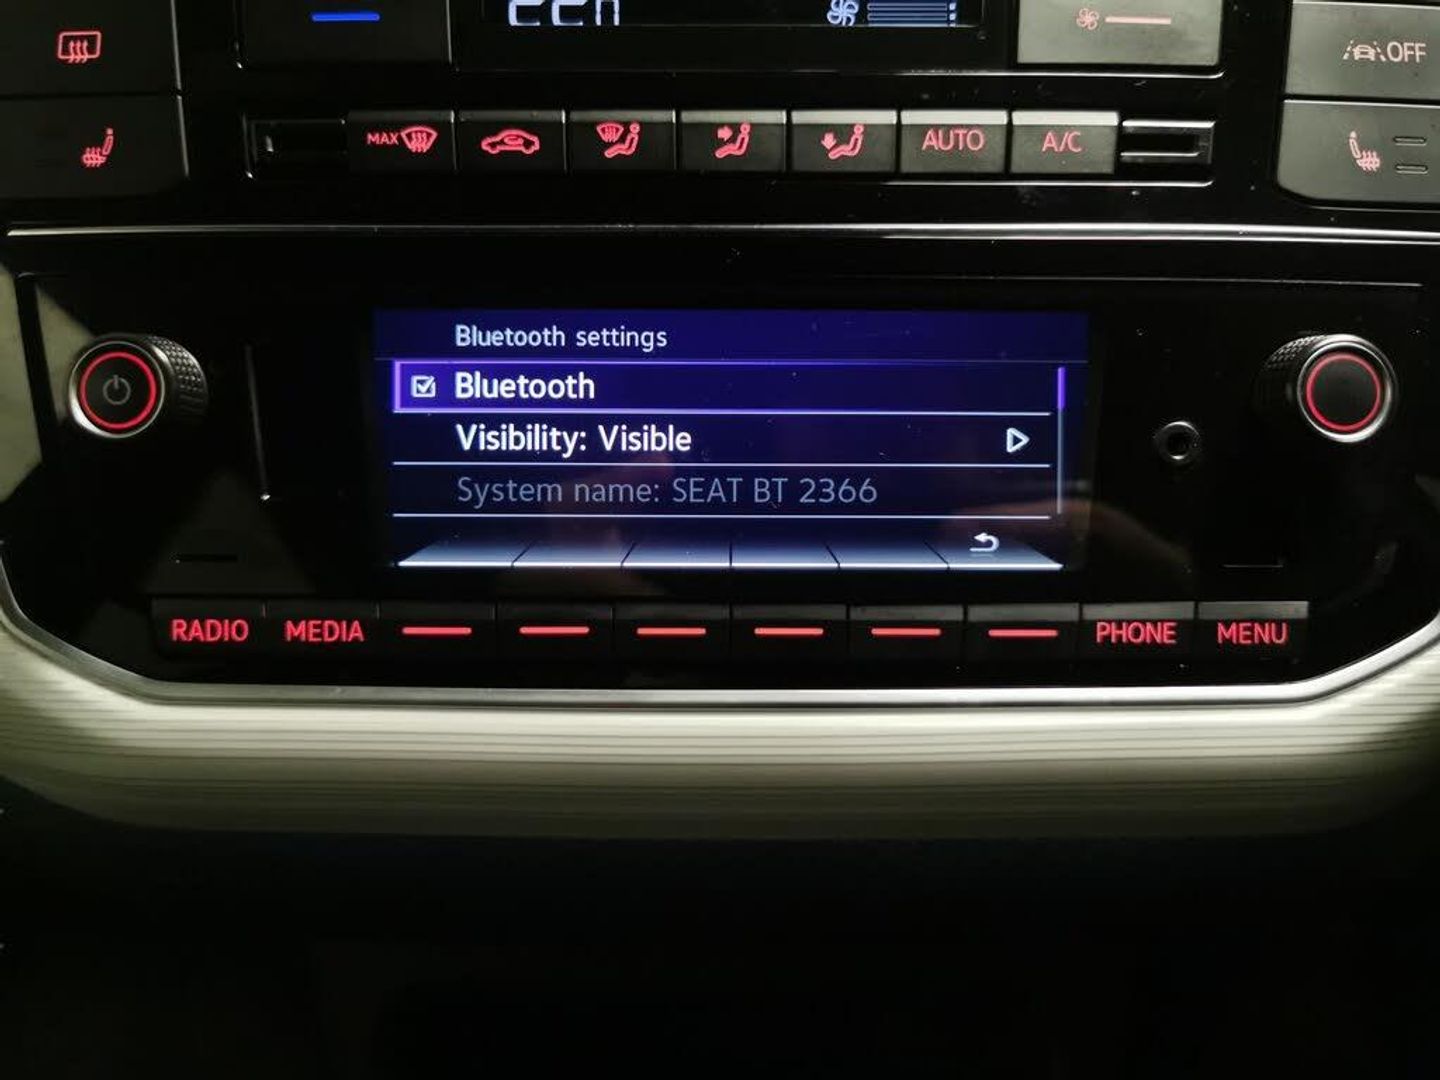 OFF
MAX
AUTO
A/C
Bluetooth settings
Bluetooth
Visibility: Visible
System name: SEAT BT 2366
RADIO MEDIA PHONE MENU